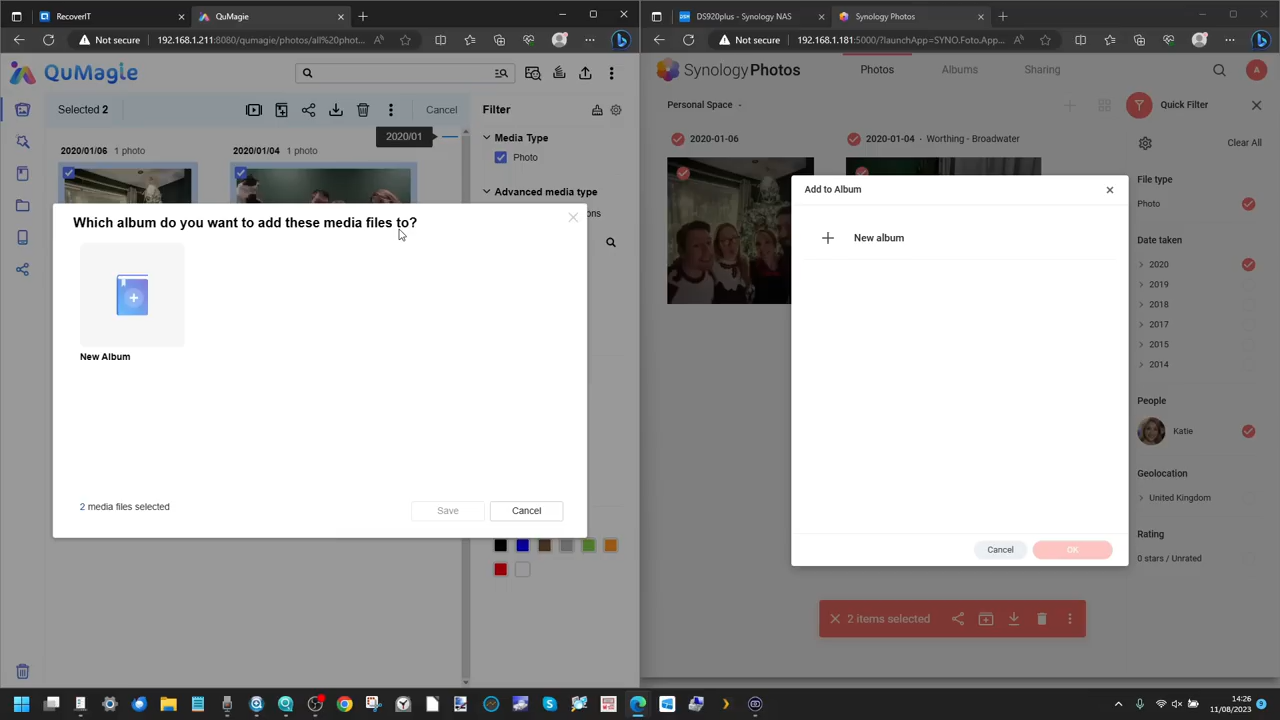 RecoverIT
QuMagie
Not secure
192.168.1.211:8080/qumagie/photos/all%20phot...
QuMagie
Selected 2
Cancel
2020/01
2020/01/06 1 photo
2020/01/04 1 photo
Filter
Media Type
Photo
Advanced media type
Which album do you want to add these media files to?
New Album
2 media files selected
Save
Cancel
DS920plus - Synology NAS
Synology Photos
Not secure
192.168.1.181:5000/?launchApp=SYNO.Foto.App...
SynologyPhotos
Photos
Albums
Sharing
A
Personal Space
Quick Filter
2020-01-06
2020-01-04 Worthing - Broadwater
Clear All
File type
Photo
Date taken
2020
2019
2018
2017
2015
2014
People
Katie
Geolocation
United Kingdom
Rating
0 stars / Unrated
Add to Album
New album
Cancel
OK
2 items selected
14:26
11/08/2023
3